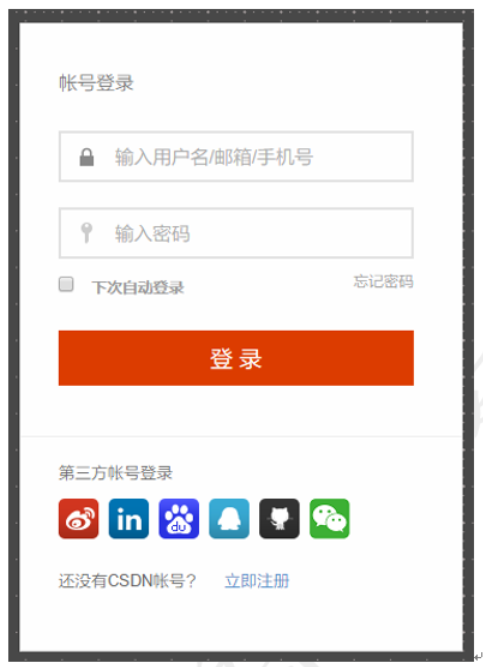 帐号登录
输入用户名/邮箱/手机号
输入密码
下次自动登录
忘记密码
登录
第三方帐号登录
in
du
还没有CSDN帐号？
立即注册